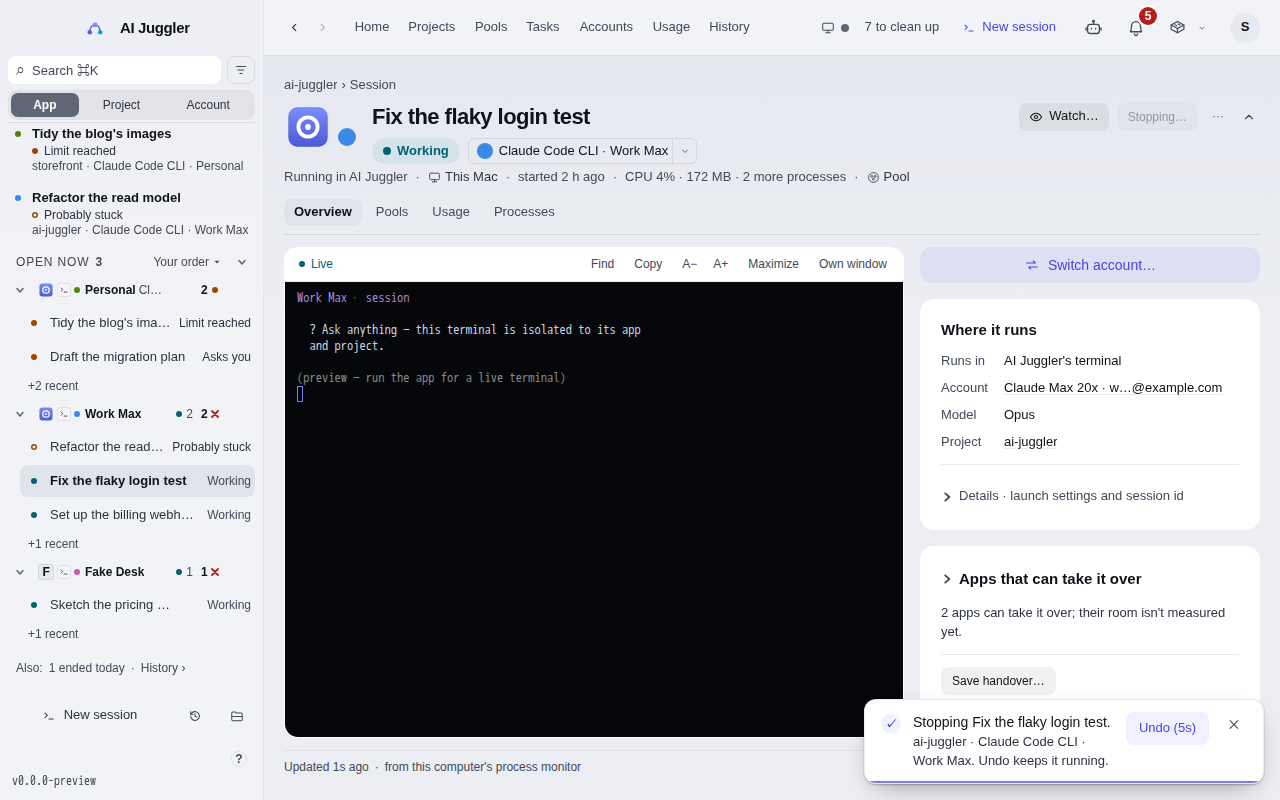 AI Juggler
Search ⌘K
App Project Account
Tidy the blog's images
Limit reached
storefront · Claude Code CLI · Personal
Refactor the read model
Probably stuck
ai-juggler · Claude Code CLI · Work Max
OPEN NOW 3 Your order
Personal Cl… 2
Tidy the blog's ima… Limit reached
Draft the migration plan Asks you
+2 recent
Work Max 2 2
Refactor the read… Probably stuck
Fix the flaky login test Working
Set up the billing webh… Working
+1 recent
F Fake Desk 1 1
Sketch the pricing … Working
+1 recent
Also: 1 ended today · History ›
New session
?
v0.0.0-preview
Home Projects Pools Tasks Accounts Usage History 7 to clean up New session 5 S
ai-juggler › Session
Fix the flaky login test
Watch… Stopping… ···
Working Claude Code CLI · Work Max
Running in AI Juggler · This Mac · started 2 h ago · CPU 4% · 172 MB · 2 more processes · Pool
Overview Pools Usage Processes
Live Find Copy A− A+ Maximize Own window
Work Max · session
? Ask anything — this terminal is isolated to its app
and project.
(preview — run the app for a live terminal)
Updated 1s ago · from this computer's process monitor
Switch account…
Where it runs
Runs in AI Juggler's terminal
Account Claude Max 20x · w…@example.com
Model Opus
Project ai-juggler
Details · launch settings and session id
Apps that can take it over
2 apps can take it over; their room isn't measured
yet.
Save handover…
Stopping Fix the flaky login test.
ai-juggler · Claude Code CLI ·
Work Max. Undo keeps it running.
Undo (5s)